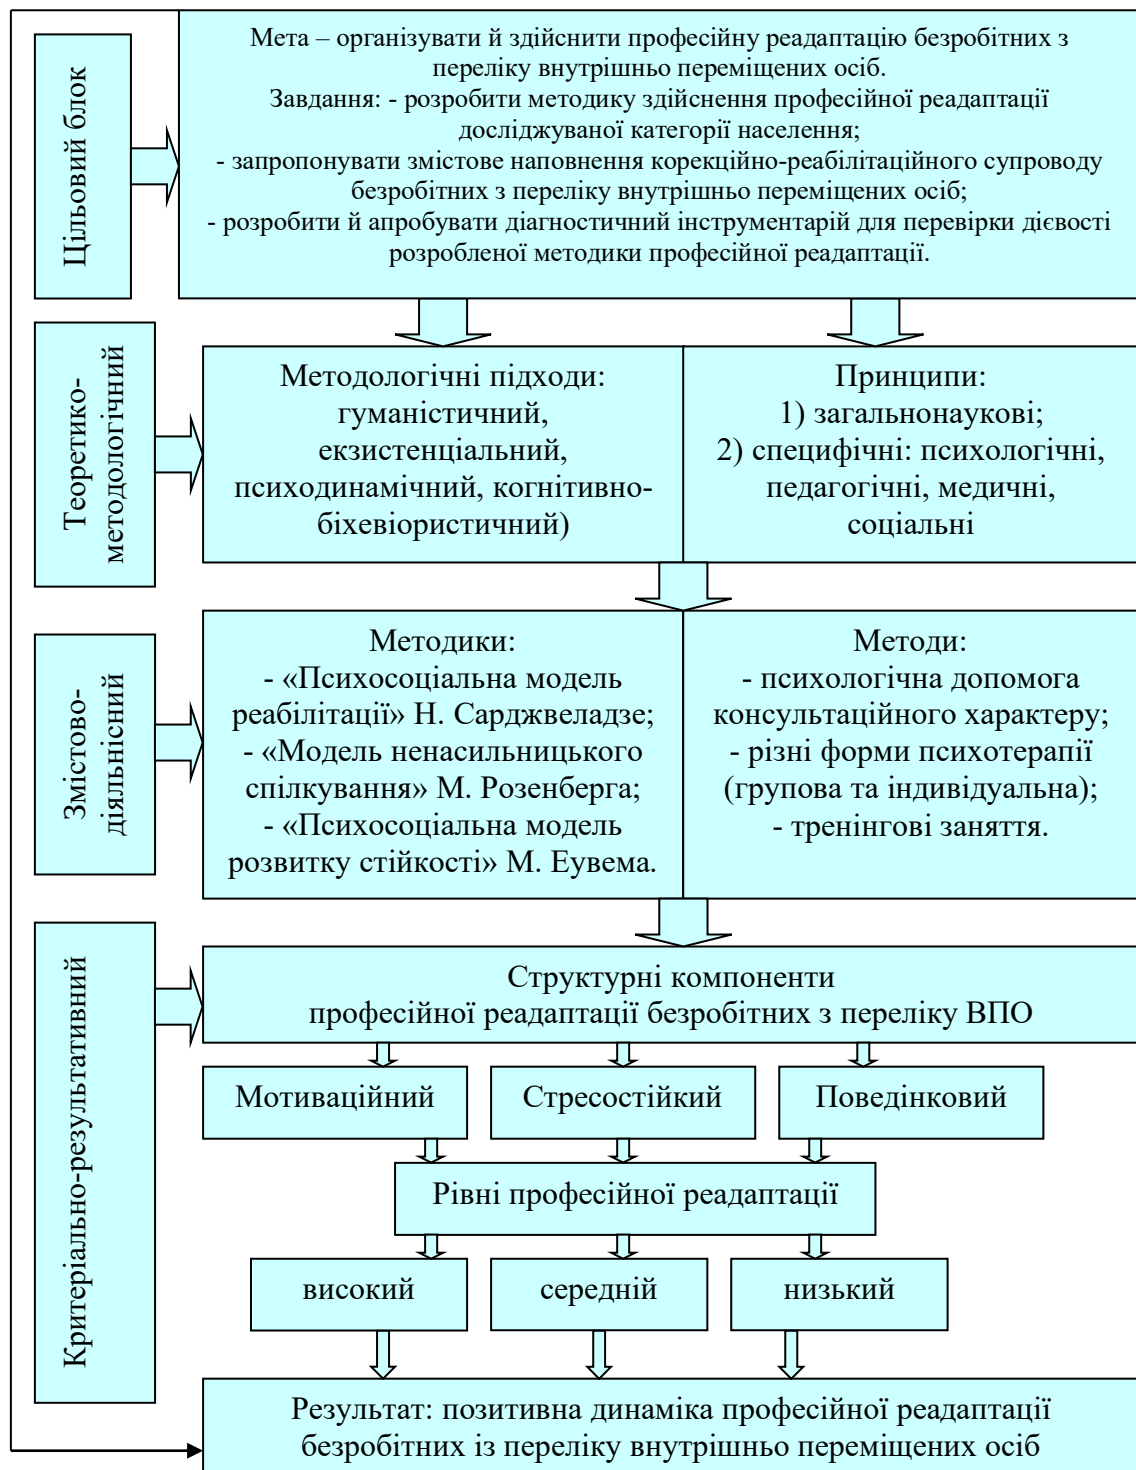 Цільовий блок
Мета – організувати й здійснити професійну реадаптацію безробітних з
переліку внутрішньо переміщених осіб.
Завдання: - розробити методику здійснення професійної реадаптації
досліджуваної категорії населення;
- запропонувати змістове наповнення корекційно-реабілітаційного супроводу
безробітних з переліку внутрішньо переміщених осіб;
- розробити й апробувати діагностичний інструментарій для перевірки дієвості
розробленої методики професійної реадаптації.
Теоретико-
методологічний
Методологічні підходи:
гуманістичний,
екзистенціальний,
психодинамічний, когнітивно-
біхевіористичний)
Принципи:
1) загальнонаукові;
2) специфічні: психологічні,
педагогічні, медичні,
соціальні
Змістово-
діяльнісний
Методики:
- «Психосоціальна модель
реабілітації» Н. Сарджвеладзе;
- «Модель ненасильницького
спілкування» М. Розенберга;
- «Психосоціальна модель
розвитку стійкості» М. Еувема.
Методи:
- психологічна допомога
консультаційного характеру;
- різні форми психотерапії
(групова та індивідуальна);
- тренінгові заняття.
Критеріально-результативний
Структурні компоненти
професійної реадаптації безробітних з переліку ВПО
Мотиваційний
Стресостійкий
Поведінковий
Рівні професійної реадаптації
високий
середній
низький
Результат: позитивна динаміка професійної реадаптації
безробітних із переліку внутрішньо переміщених осіб